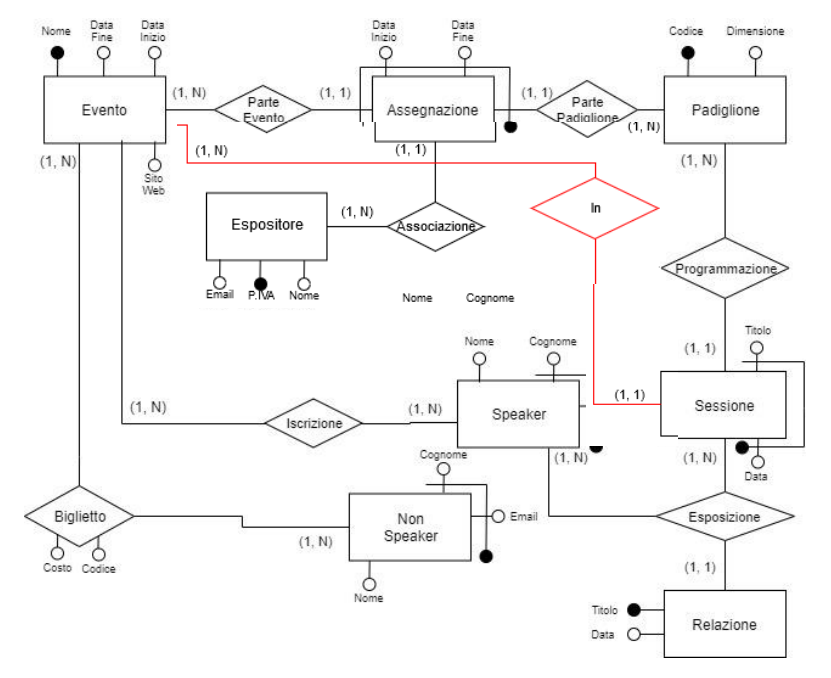 Nome
Data
Fine
Data
Inizio
Data
Inizio
Data
Fine
Codice
Dimensione
Evento
(1, N)
Parte
Evento
(1, 1)
Assegnazione
(1, 1)
Parte
Padiglione
(1, N)
Padiglione
(1, N)
Sito
Web
(1, N)
(1, 1)
(1, N)
Espositore
(1, N)
Associazione
In
Email
P.IVA
Nome
Nome
Cognome
Programmazione
Nome
Cognome
(1, 1)
Titolo
(1, N)
Iscrizione
(1, N)
Speaker
(1, 1)
Sessione
Cognome
(1, N)
(1, N)
Data
Biglietto
(1, N)
Non
Speaker
Email
Esposizione
Costo
Codice
Nome
(1, 1)
Titolo
Data
Relazione